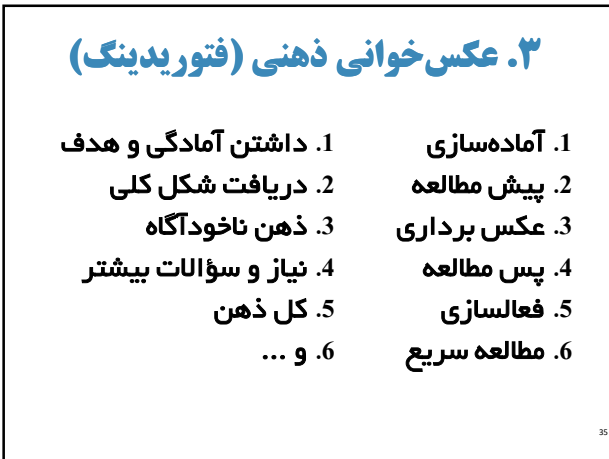 ۳. عکس‌خوانی ذهنی (فتوریدینگ)
1. آماده‌سازی
2. پیش مطالعه
3. عکس برداری
4. پس مطالعه
5. فعالسازی
6. مطالعه سریع
1. داشتن آمادگی و هدف
2. دریافت شکل کلی
3. ذهن ناخودآگاه
4. نیاز و سؤالات بیشتر
5. کل ذهن
6. و ...
35